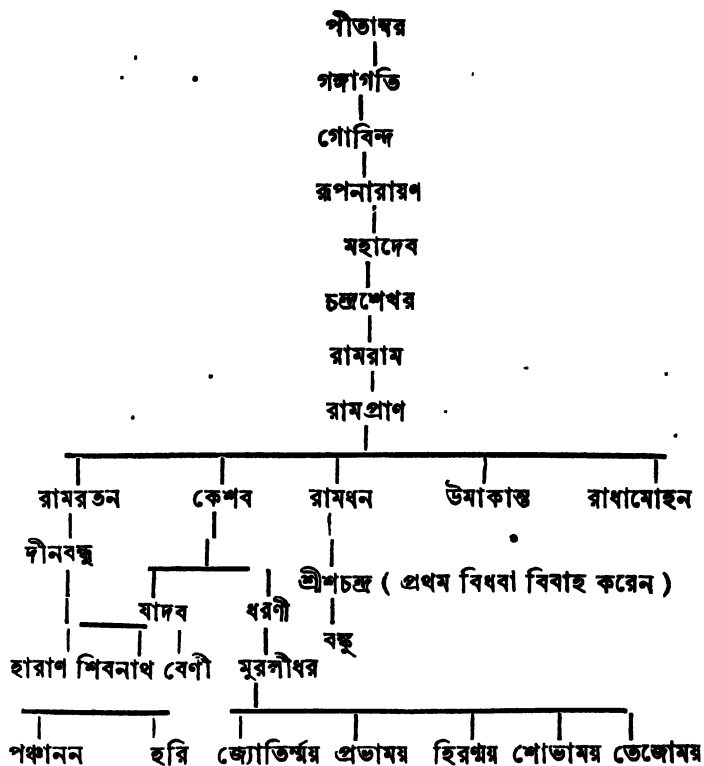 পীতাম্বর
গঙ্গাগতি
গোবিন্দ
রূপনারায়ণ
মহাদেব
চন্দ্রশেখর
রামরাম
রামপ্রাণ
রামরতন কেশব রামধন উমাকান্ত রাধামোহন
দীনবন্ধু
শ্রীশচন্দ্র ( প্রথম বিধবা বিবাহ করেন )
যাদব ধরণী
বঙ্কু
হারাণ শিবনাথ বেণী মুরলীধর
পঞ্চানন হরি জ্যোতির্ম্ময় প্রভাময় হিরণ্ময় শোভাময় তেজোময়